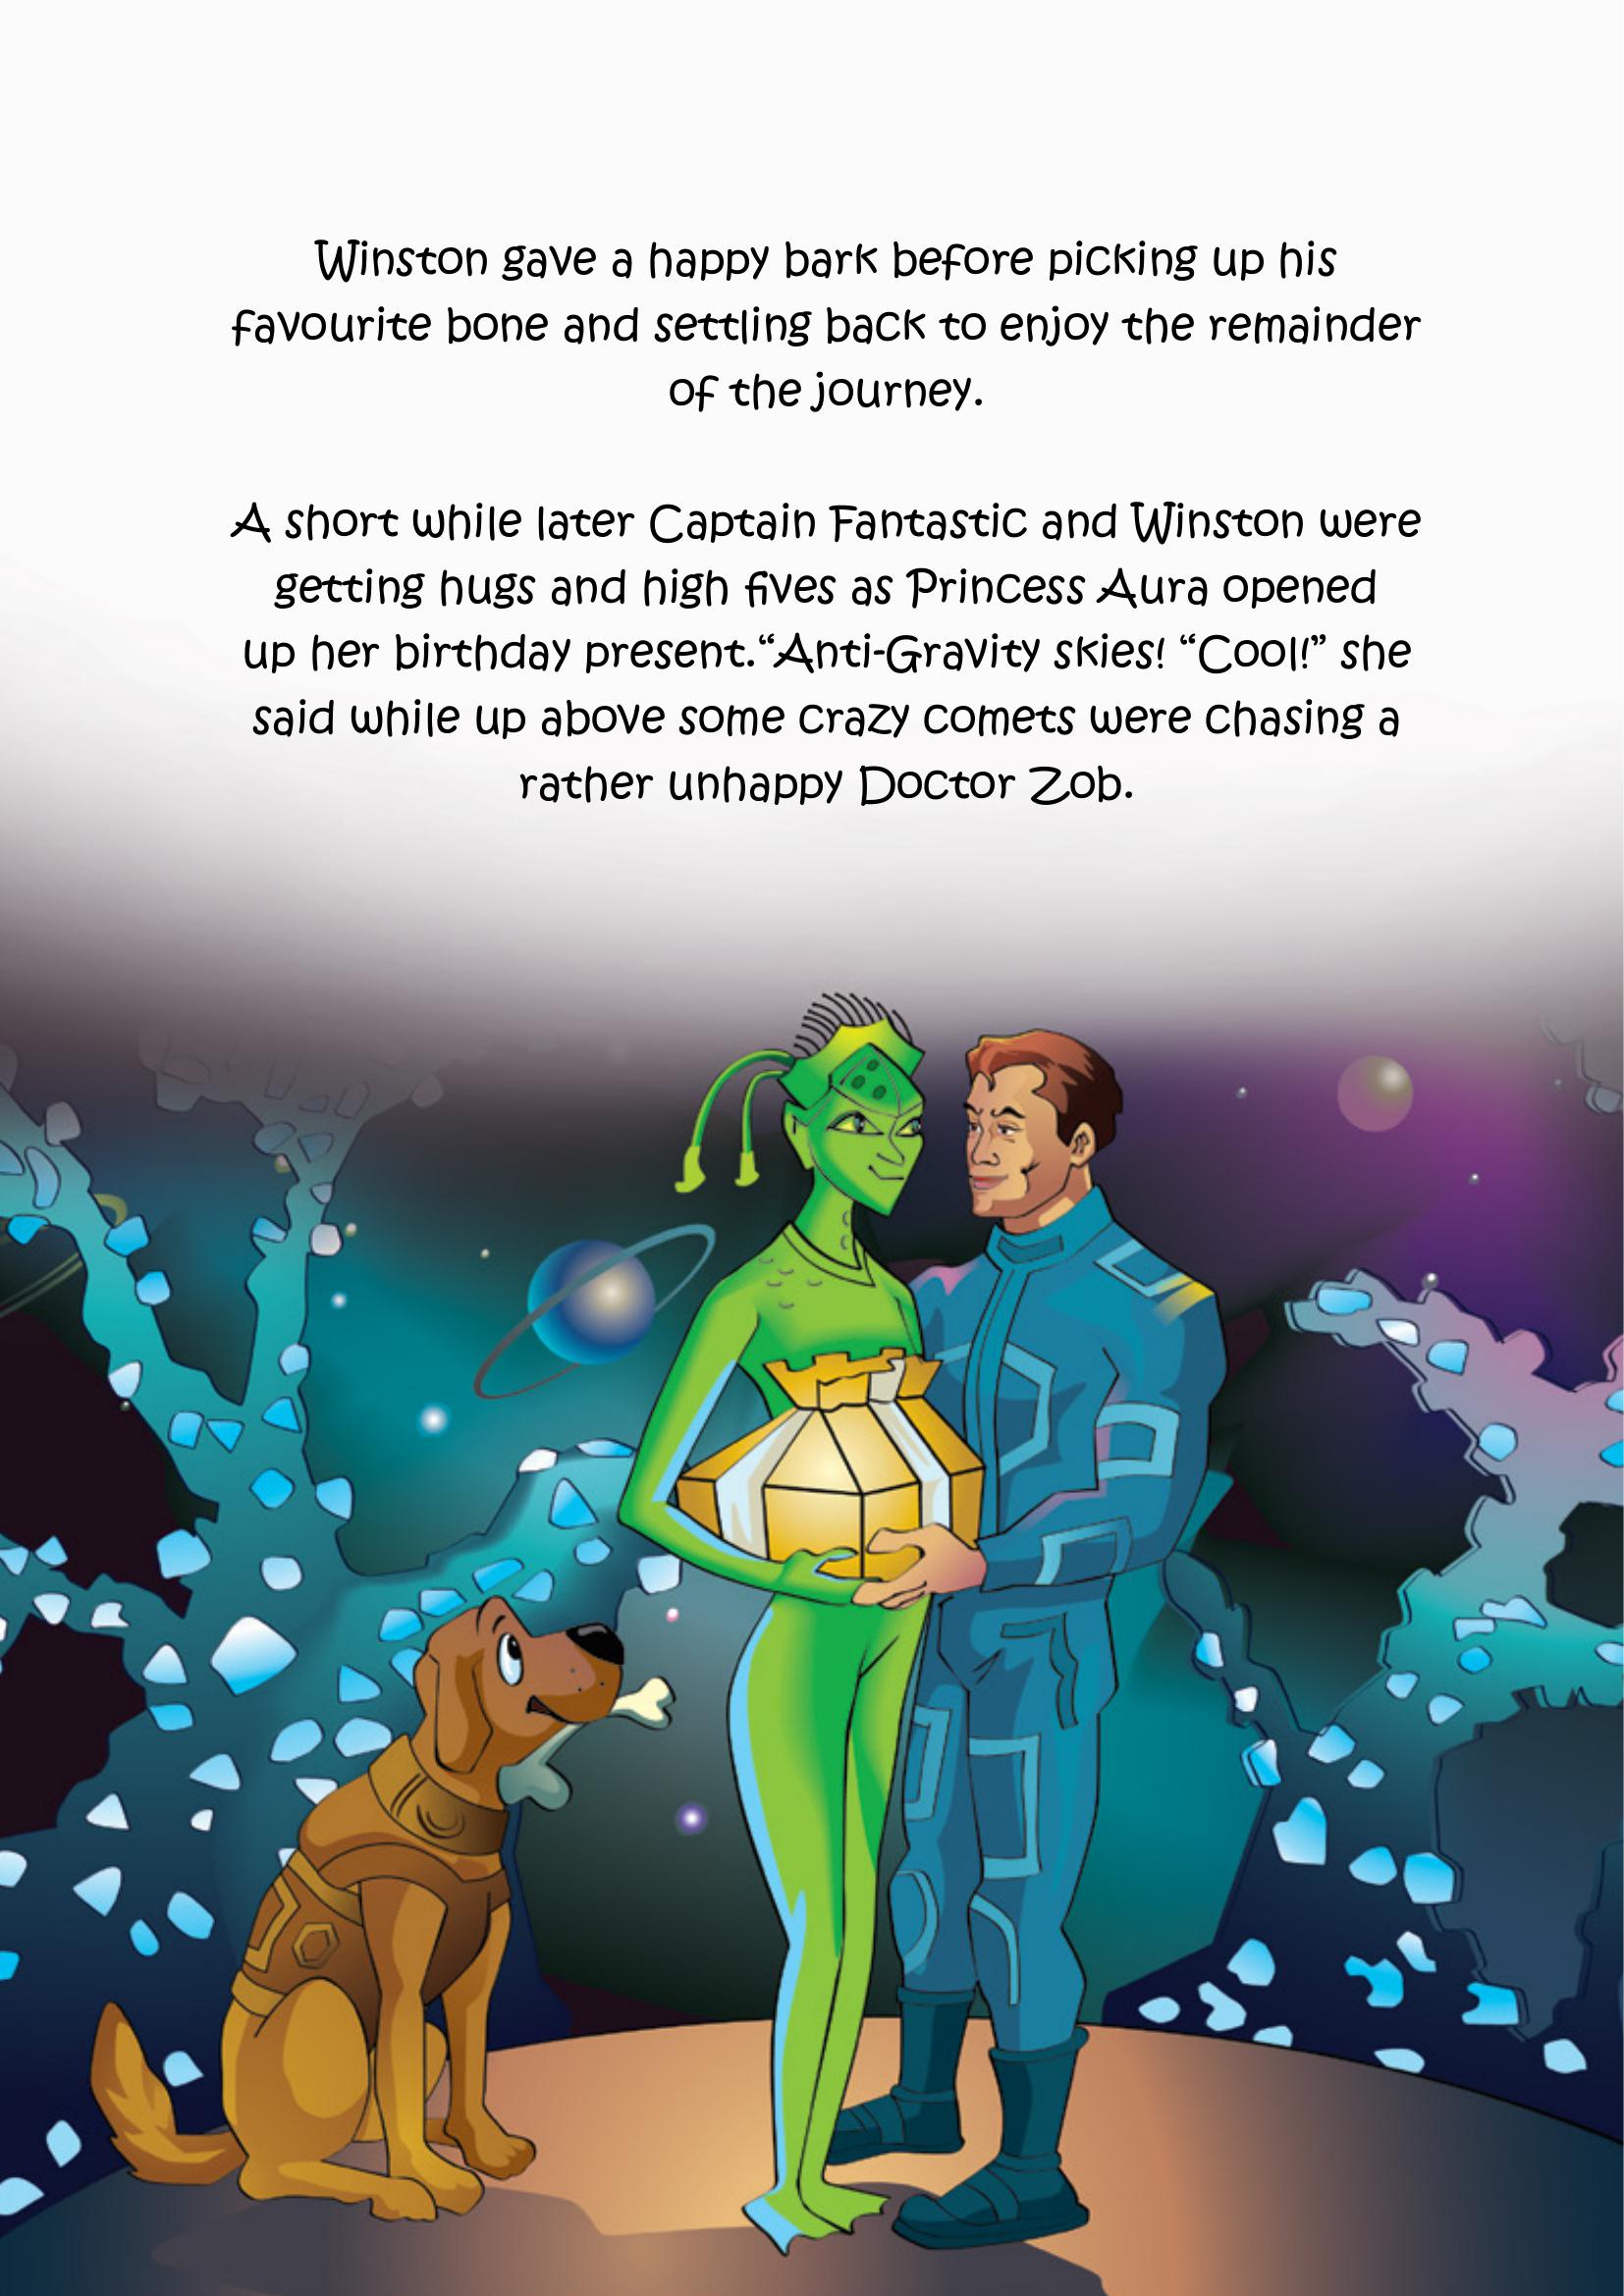 Winston gave a happy bark before picking up his
favourite bone and settling back to enjoy the remainder
of the journey.
A short while later Captain Fantastic and Winston were
getting hugs and high fives as Princess Aura opened
up her birthday present.“Anti-Gravity skies! “Cool!” she
said while up above some crazy comets were chasing a
rather unhappy Doctor Zob.